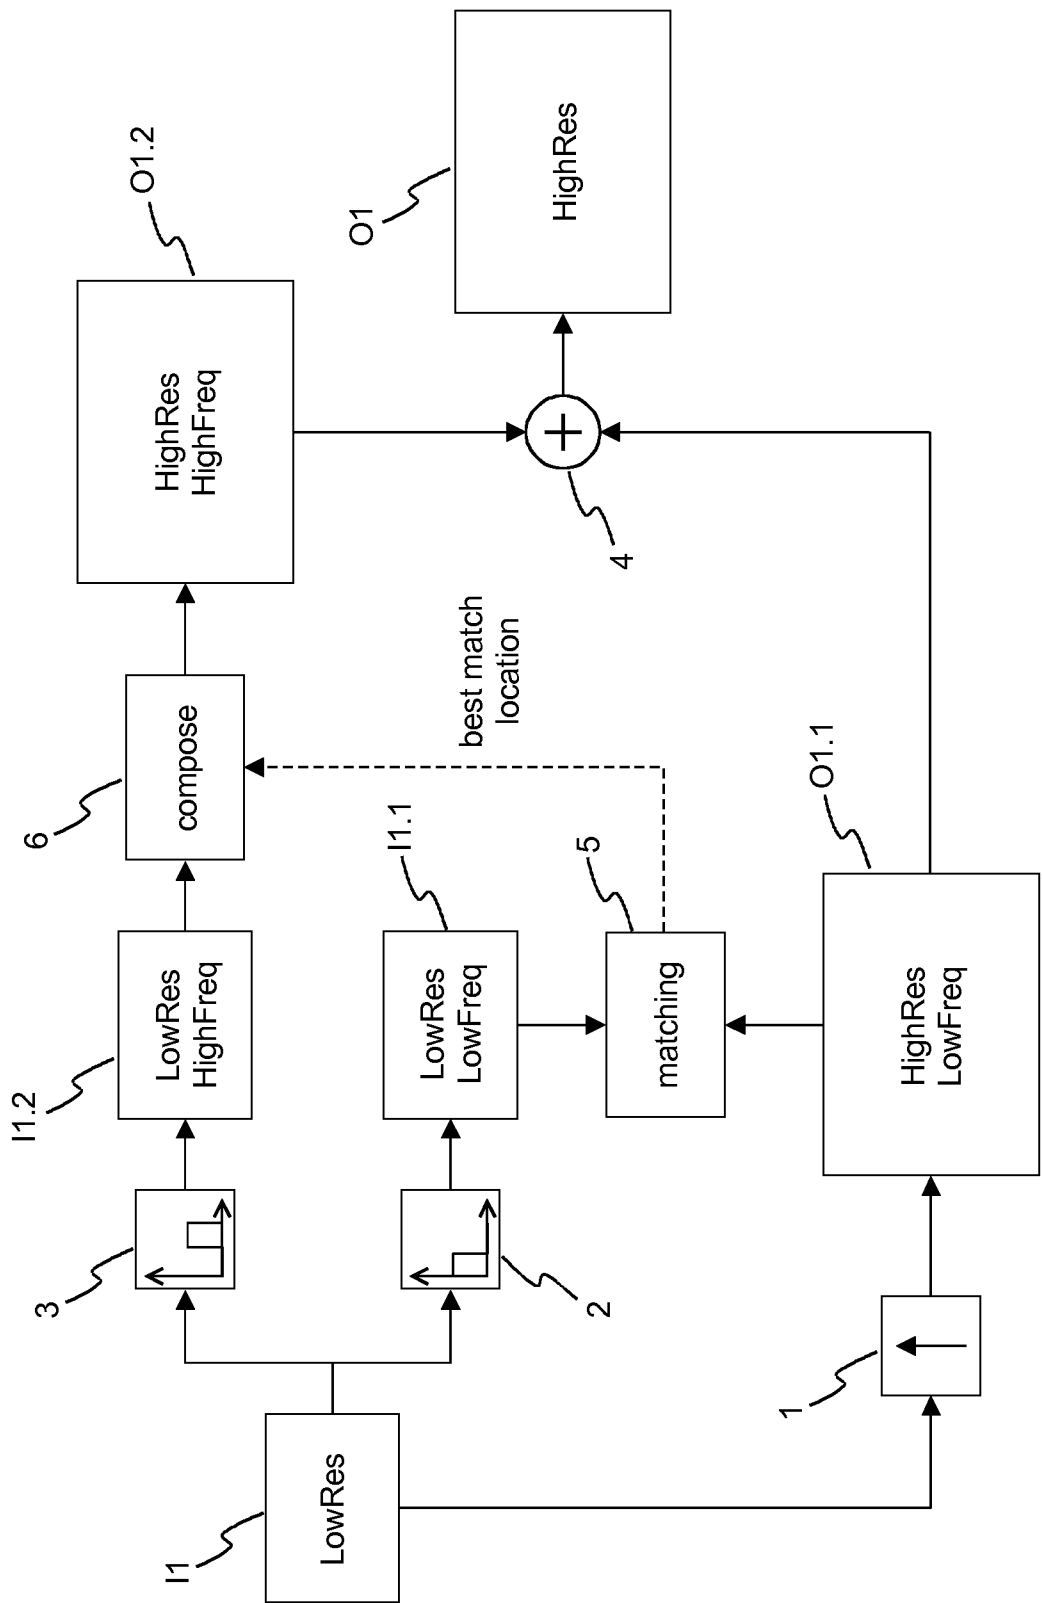 I1
LowRes
3
I1.2
LowRes
HighFreq
6
compose
HighRes
HighFreq
O1.2
2
LowRes
LowFreq
I1.1
best match
location
4
+
O1
HighRes
5
matching
1
HighRes
LowFreq
O1.1